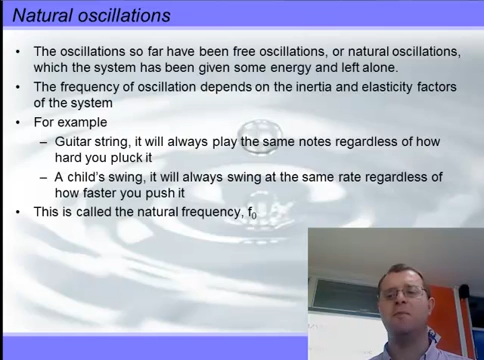 Natural oscillations
• The oscillations so far have been free oscillations, or natural oscillations,
which the system has been given some energy and left alone.
• The frequency of oscillation depends on the inertia and elasticity factors
of the system
• For example
– Guitar string, it will always play the same notes regardless of how
hard you pluck it
– A child's swing, it will always swing at the same rate regardless of
how faster you push it
• This is called the natural frequency, f₀